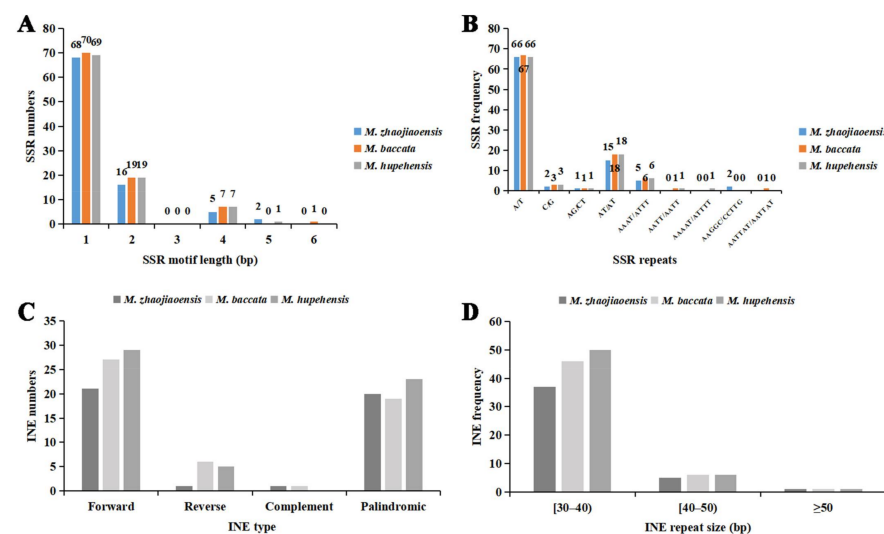 A
80
70
60
50
40
30
20
10
0
SSR numbers
68 70 69
16 19 19
0 0 0
5 7 7
2 0 1
0 1 0
1 2 3 4 5 6
SSR motif length (bp)
M. zhaojiaoensis
M. baccata
M. hupehensis
B
80
70
60
50
40
30
20
10
0
SSR frequency
66 67 66
2 3 3
1 1 1
15 18 18
5 6 6
0 1 1
0 0 1
2 0 0
0 1 0
A/T C/G AG/CT AT/AT AAAT/ATTT AATT/AATT AAAAT/ATTTT AAGGC/CCTTG AATTAT/AATTAT
SSR repeats
M. zhaojiaoensis
M. baccata
M. hupehensis
C
M. zhaojiaoensis M. baccata M. hupehensis
35
30
25
20
15
10
5
0
INE numbers
Forward Reverse Complement Palindromic
INE type
D
M. zhaojiaoensis M. baccata M. hupehensis
60
50
40
30
20
10
0
INE frequency
[30–40) [40–50) ≥50
INE repeat size (bp)